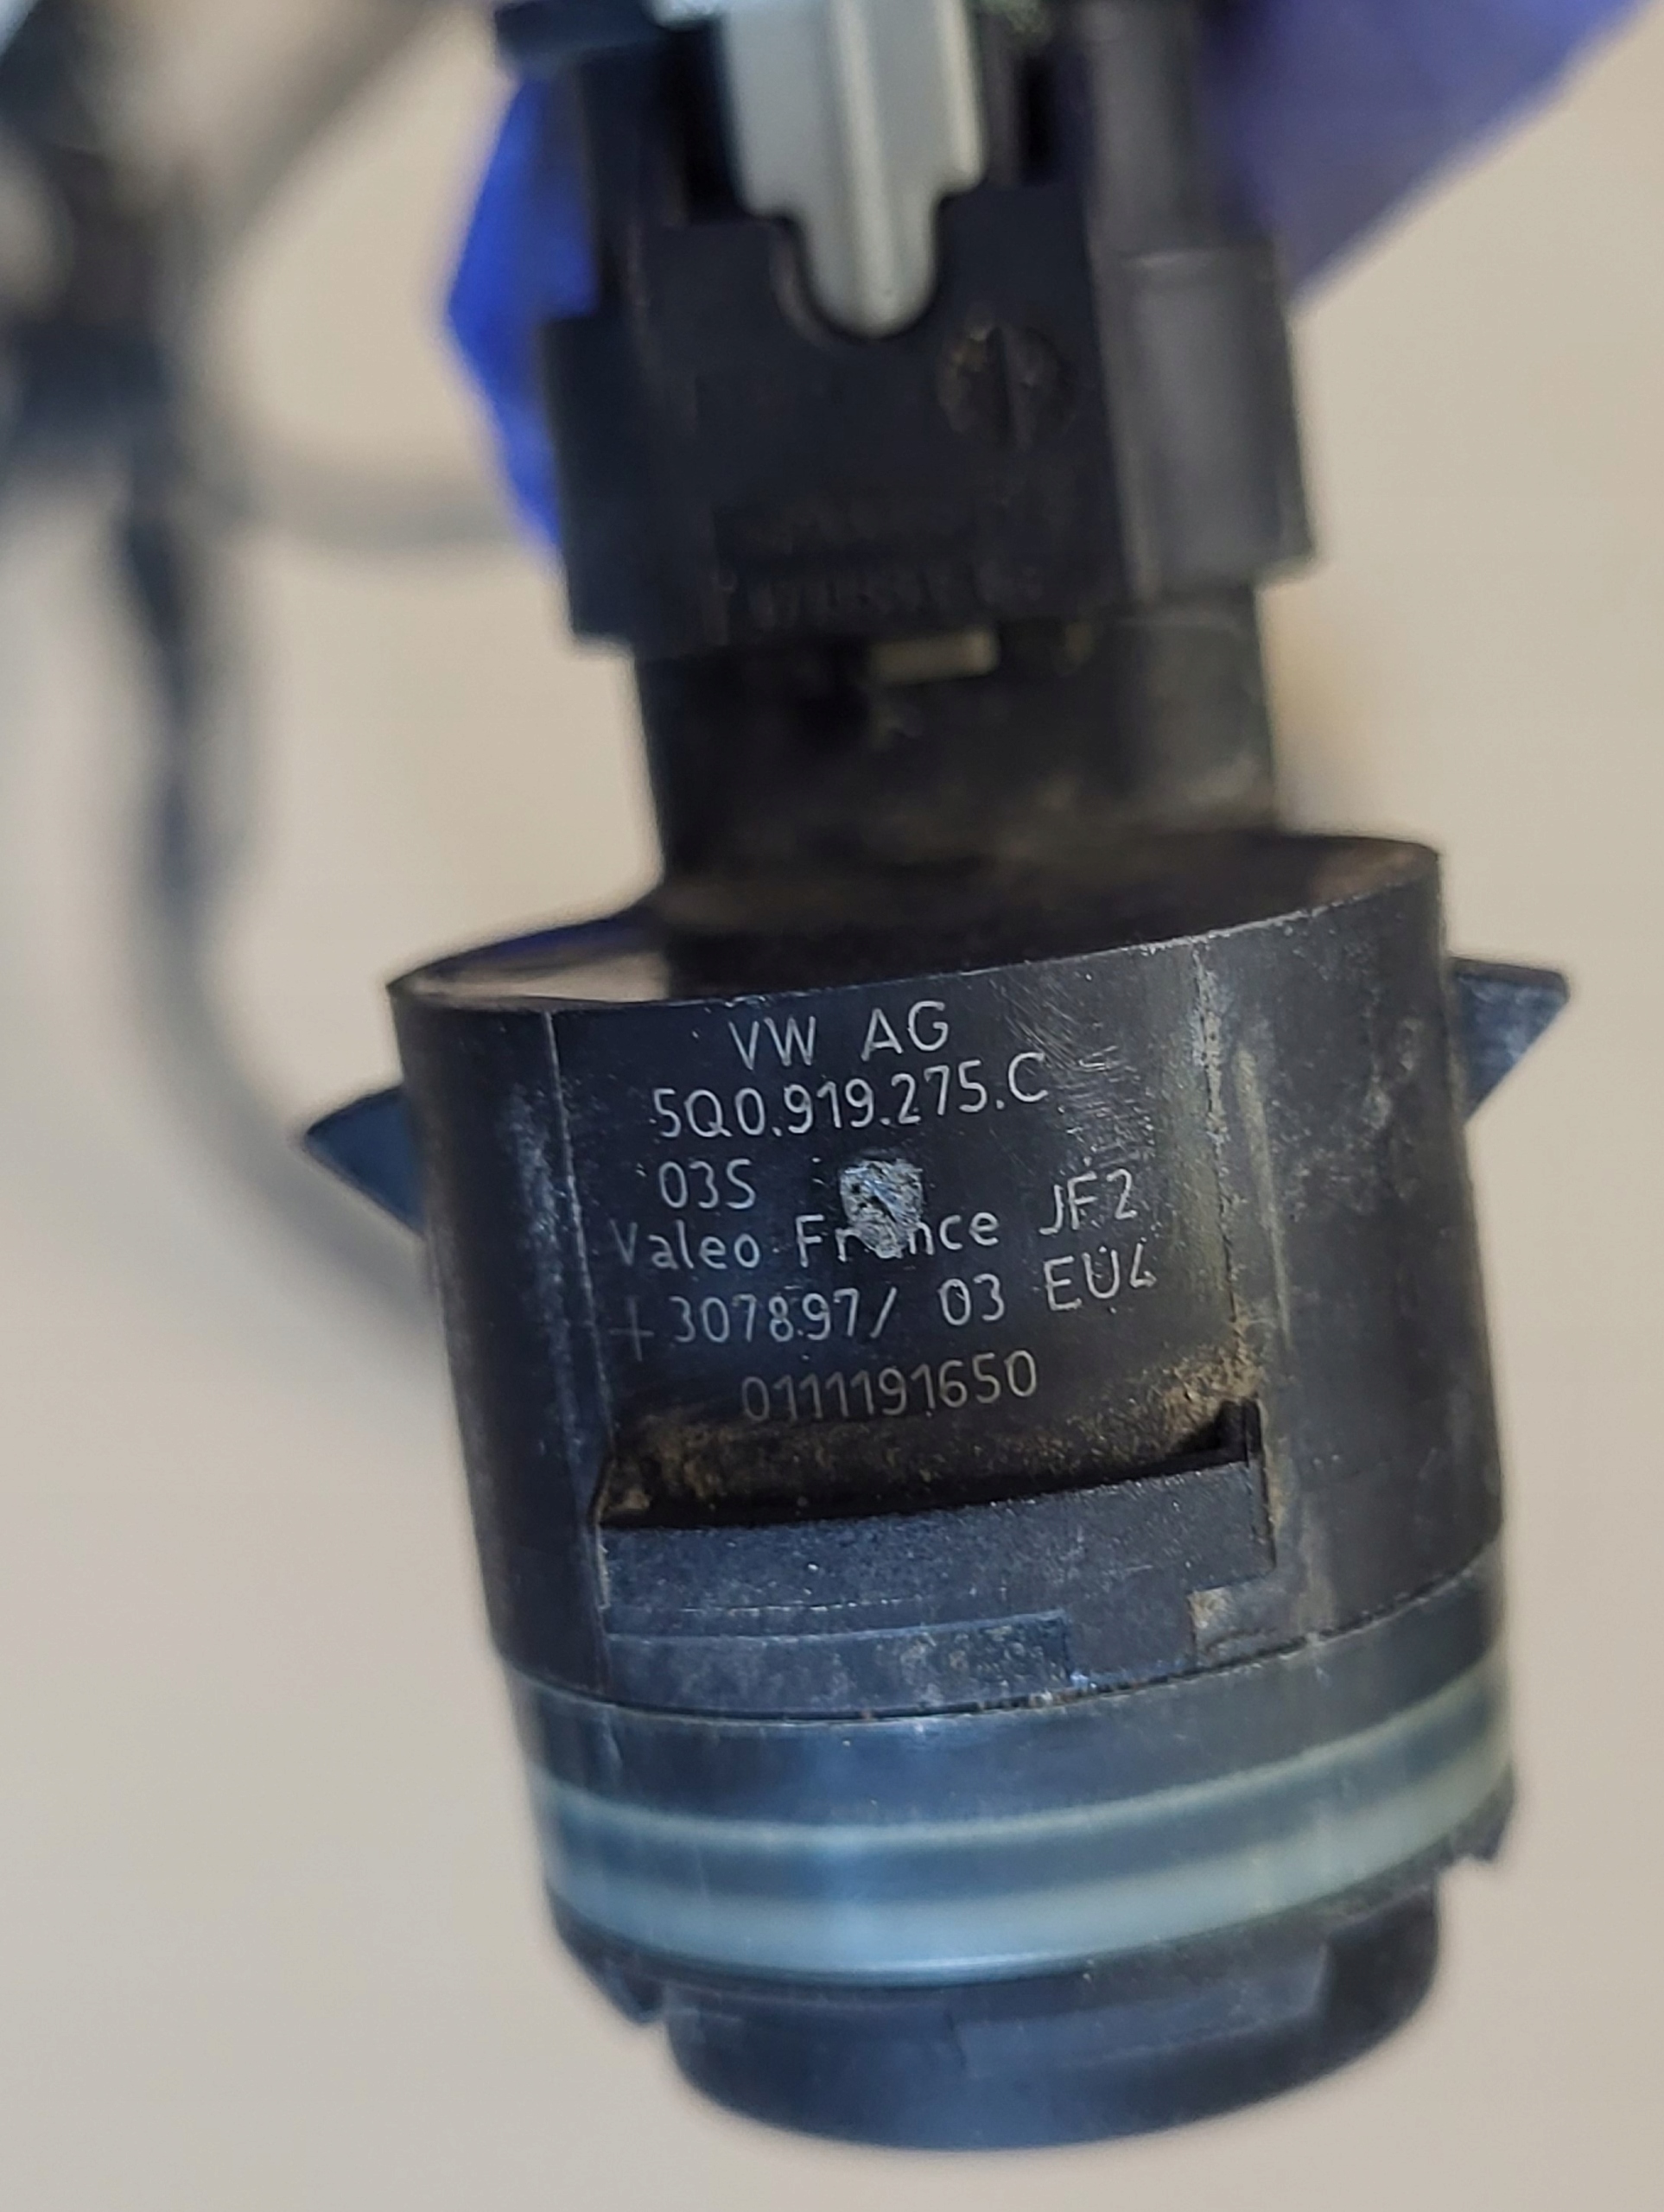 VW AG
5Q0.919.275.C
03S
Valeo France JF2
+307897/ 03 EU4
0111191650